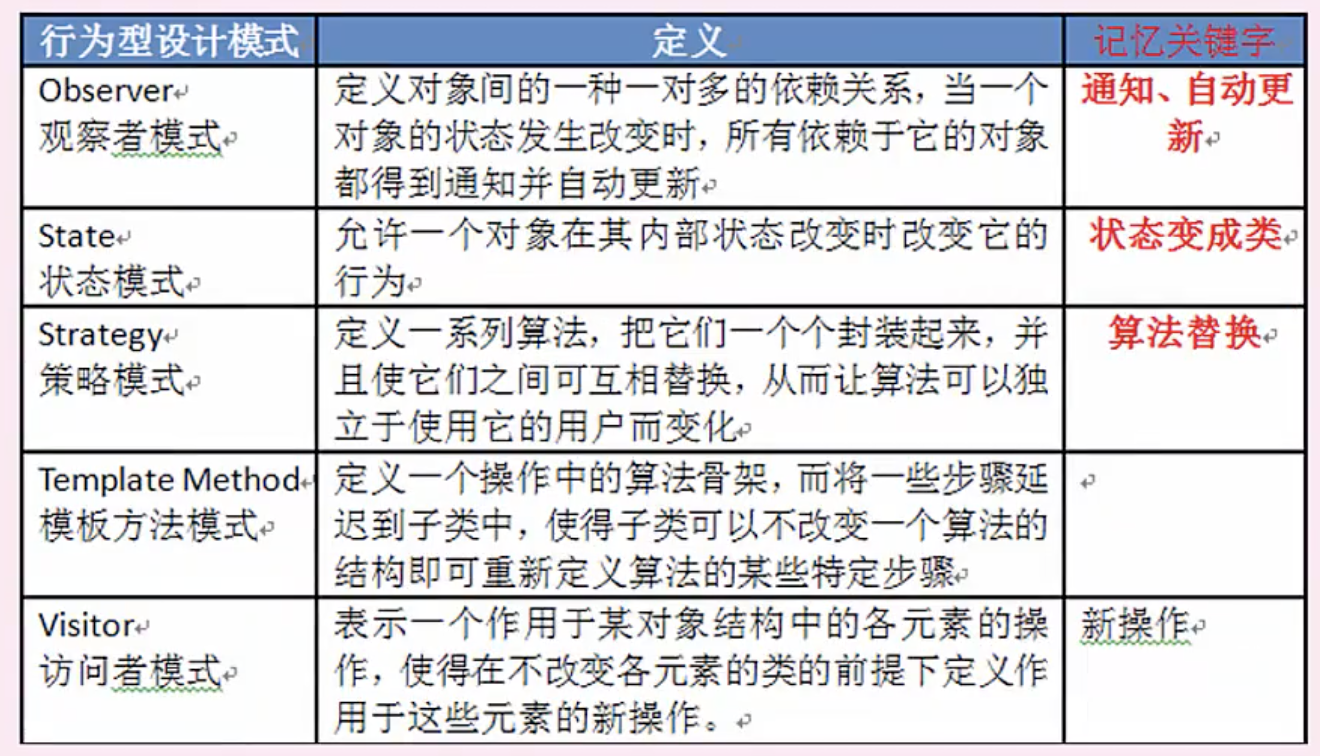 行为型设计模式 定义 记忆关键字
Observer
观察者模式
定义对象间的一种一对多的依赖关系，当一个
对象的状态发生改变时，所有依赖于它的对象
都得到通知并自动更新
通知、自动更
新
State
状态模式
允许一个对象在其内部状态改变时改变它的
行为
状态变成类
Strategy
策略模式
定义一系列算法，把它们一个个封装起来，并
且使它们之间可互相替换，从而让算法可以独
立于使用它的用户而变化
算法替换
Template Method
模板方法模式
定义一个操作中的算法骨架，而将一些步骤延
迟到子类中，使得子类可以不改变一个算法的
结构即可重新定义算法的某些特定步骤
Visitor
访问者模式
表示一个作用于某对象结构中的各元素的操
作，使得在不改变各元素的类的前提下定义作
用于这些元素的新操作。
新操作